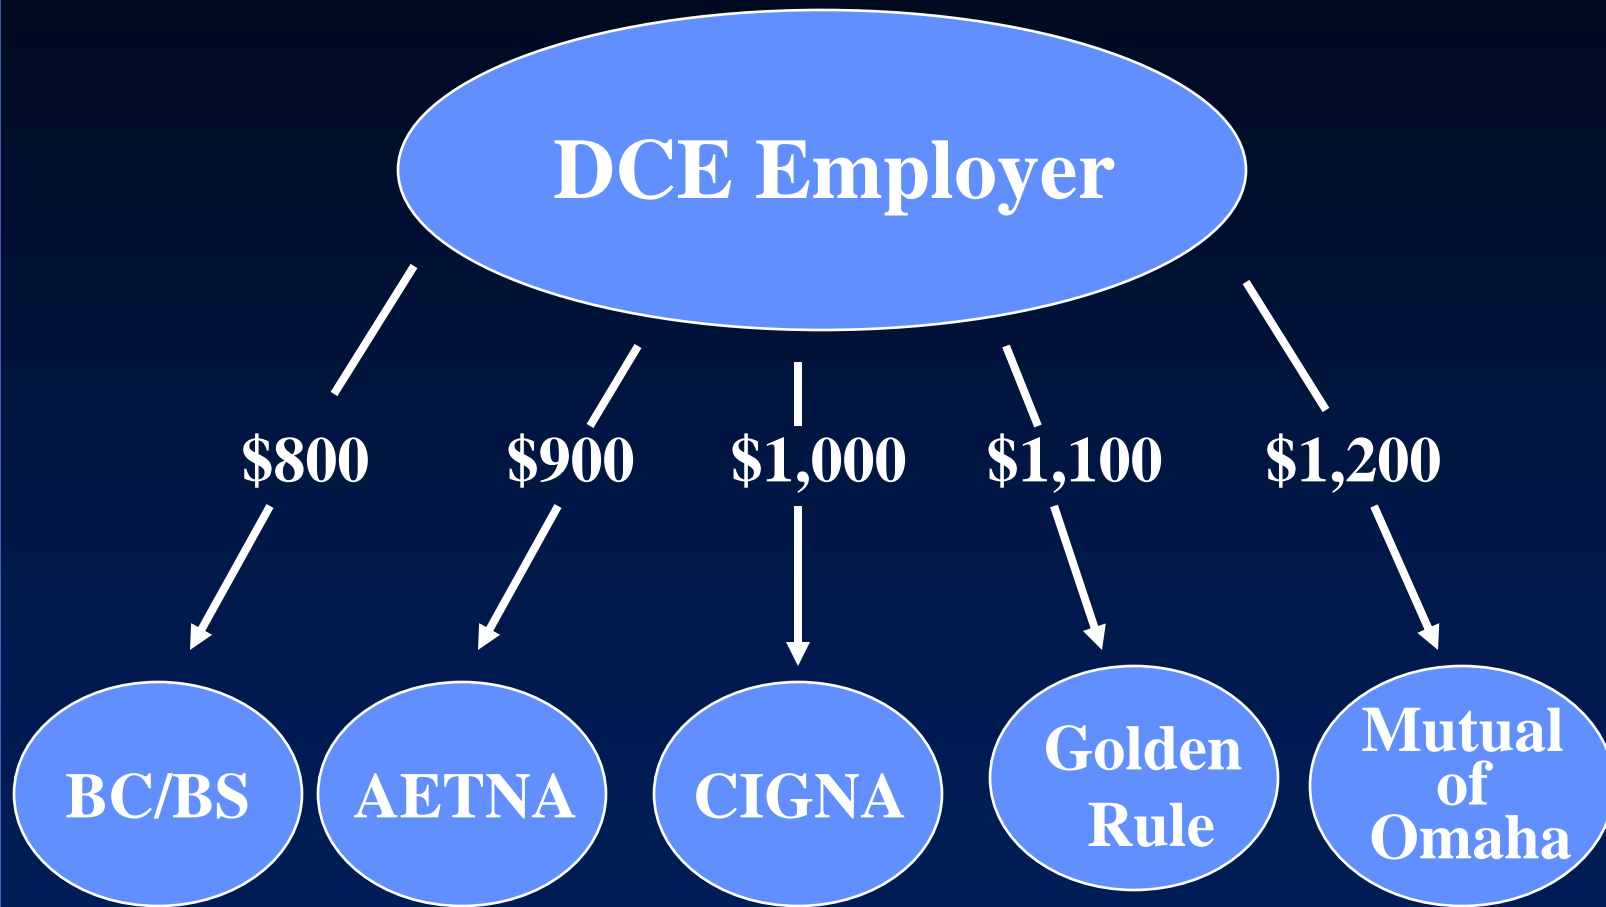 DCE Employer
$800 $900 $1,000 $1,100 $1,200
BC/BS
AETNA
CIGNA
Golden
Rule
Mutual
of
Omaha